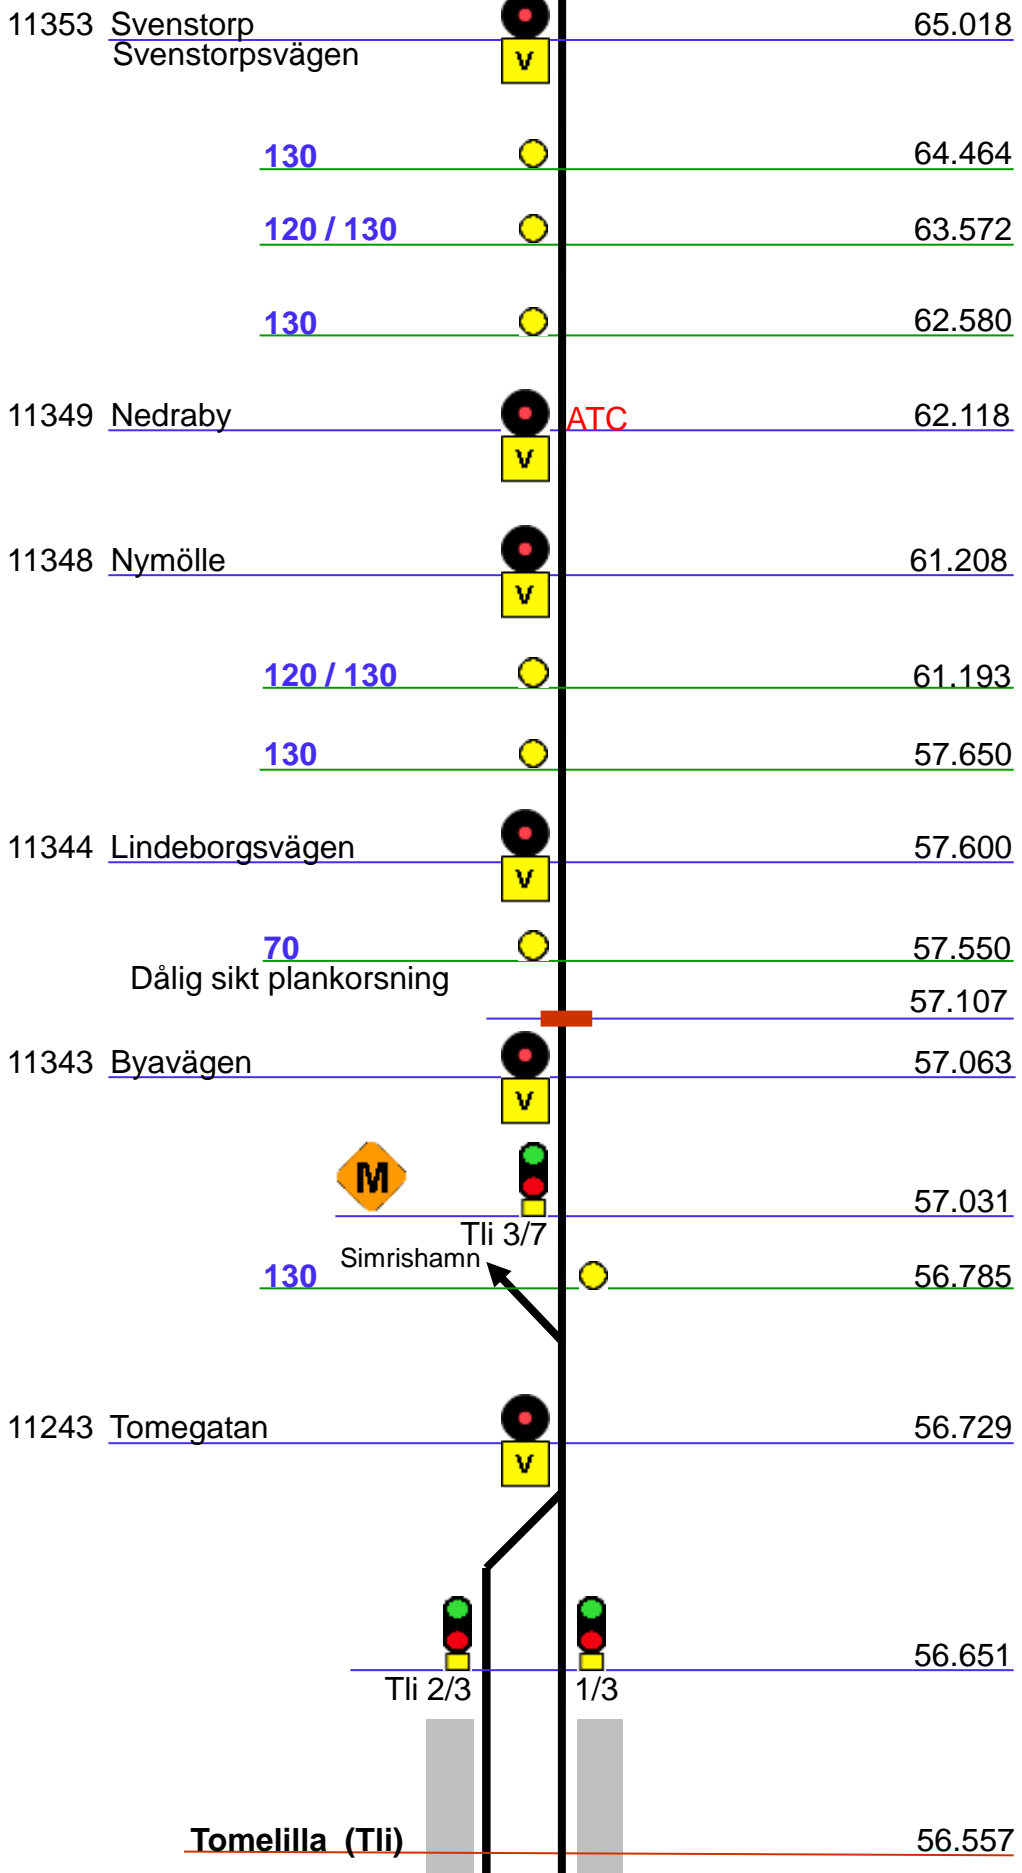 11353 Svenstorp 65.018
Svenstorpsvägen
V
130 64.464
120 / 130 63.572
130 62.580
11349 Nedraby ATC 62.118
V
11348 Nymölle 61.208
V
120 / 130 61.193
130 57.650
11344 Lindeborgsvägen 57.600
V
70 57.550
Dålig sikt plankorsning
57.107
11343 Byavägen 57.063
V
M 57.031
Tli 3/7
Simrishamn
130 56.785
11243 Tomegatan 56.729
V
56.651
Tli 2/3 1/3
Tomelilla (Tli) 56.557